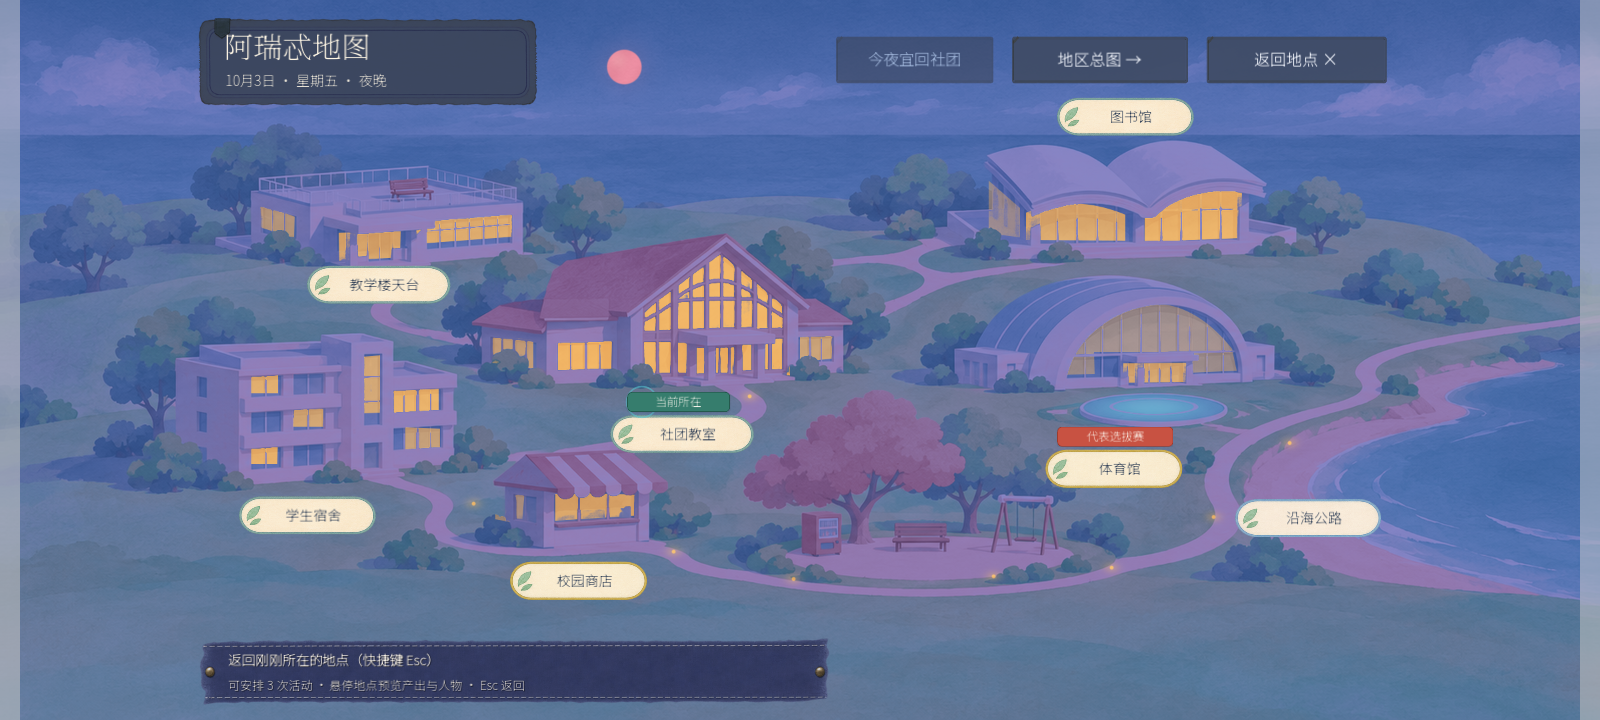 阿瑞忒地图
10月3日 · 星期五 · 夜晚
今夜宜回社团
地区总图 →
返回地点 ×
图书馆
教学楼天台
当前所在
社团教室
代表选拔赛
体育馆
学生宿舍
沿海公路
校园商店
返回刚刚所在的地点（快捷键 Esc）
可安排 3 次活动 · 悬停地点预览产出与人物 · Esc 返回